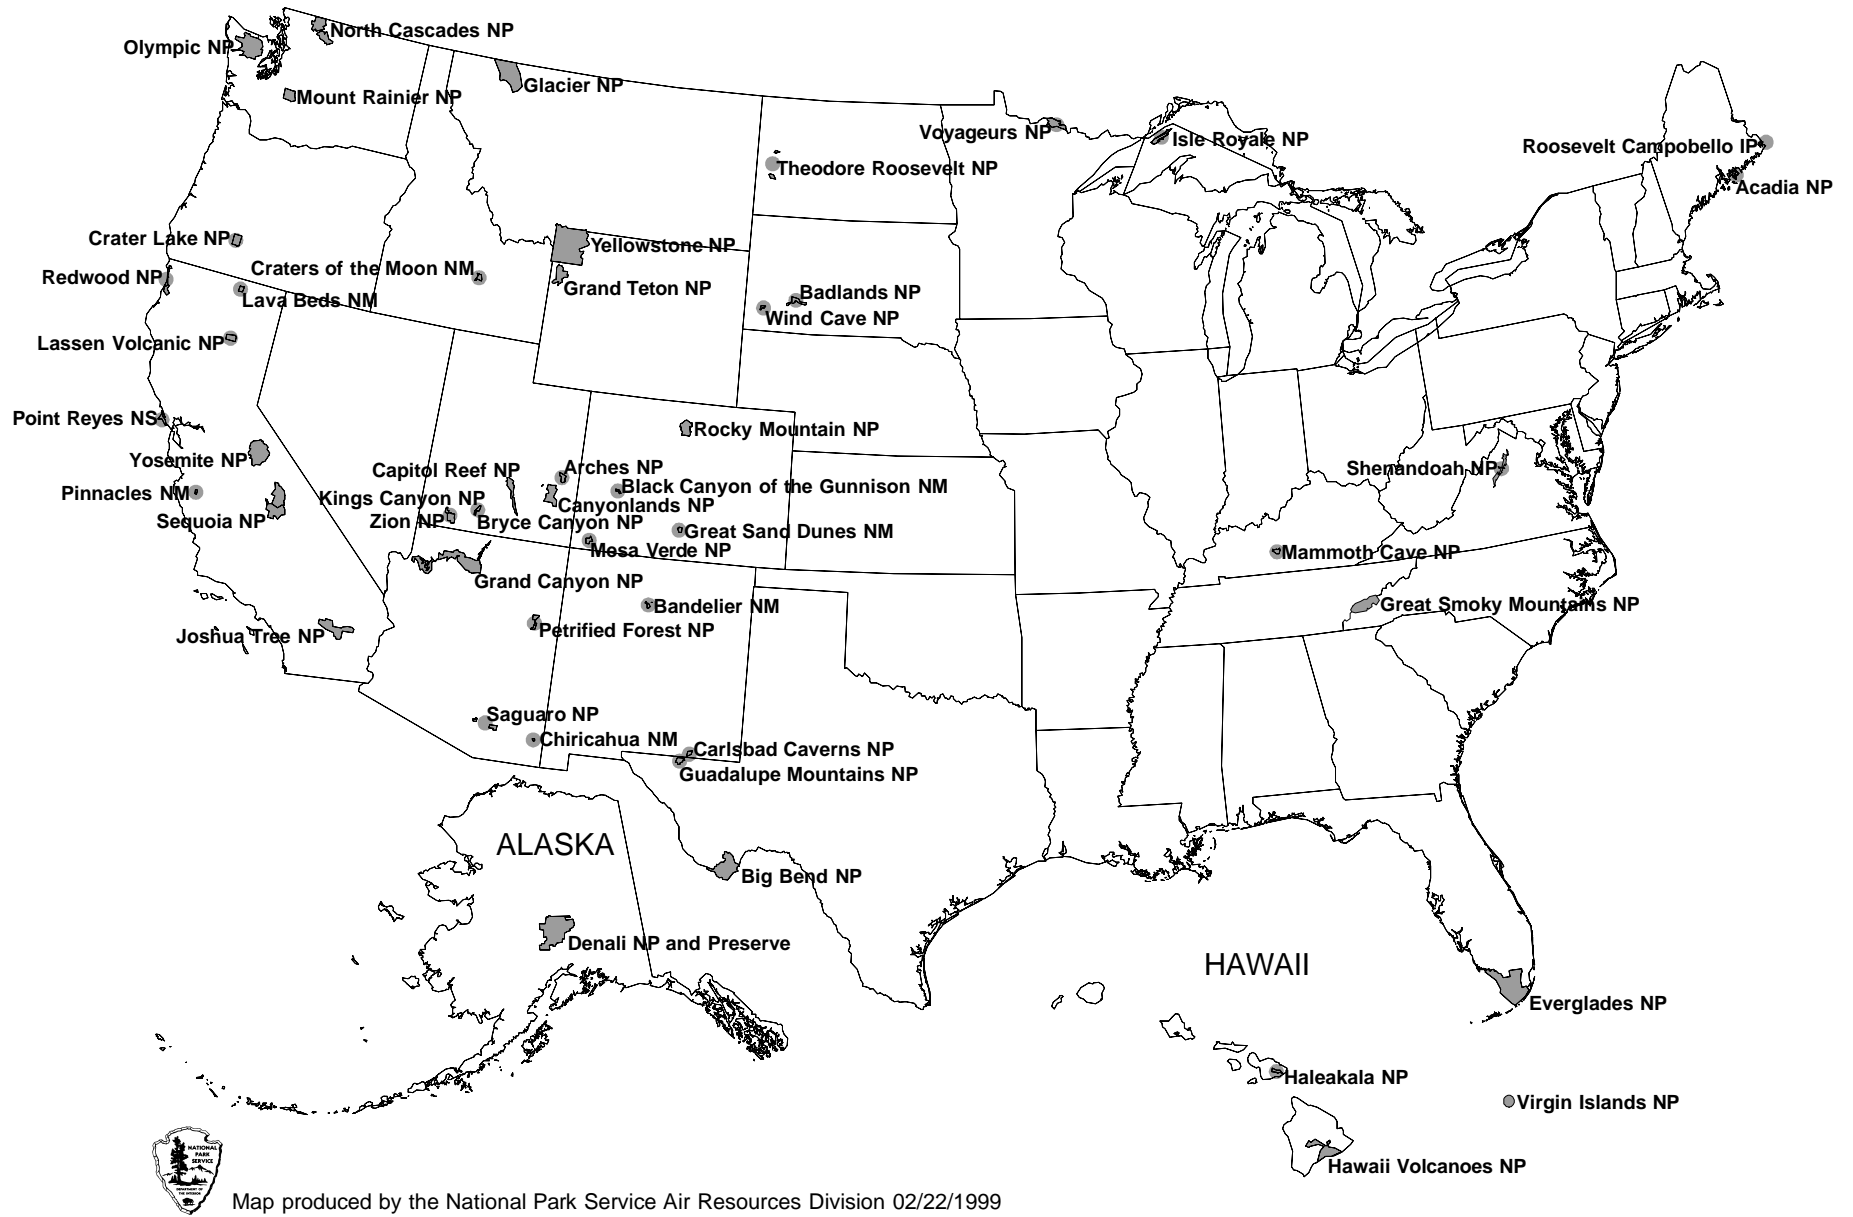 North Cascades NP
Olympic NP
Glacier NP
Mount Rainier NP
Voyageurs NP
Isle Royale NP
Roosevelt Campobello IP
Theodore Roosevelt NP
Acadia NP
Crater Lake NP
Yellowstone NP
Craters of the Moon NM
Redwood NP
Grand Teton NP
Badlands NP
Lava Beds NM
Wind Cave NP
Lassen Volcanic NP
Point Reyes NS
Rocky Mountain NP
Yosemite NP
Capitol Reef NP
Arches NP
Shenandoah NP
Black Canyon of the Gunnison NM
Pinnacles NM
Kings Canyon NP
Canyonlands NP
Sequoia NP
Zion NP
Bryce Canyon NP
Great Sand Dunes NM
Mesa Verde NP
Mammoth Cave NP
Grand Canyon NP
Bandelier NM
Great Smoky Mountains NP
Petrified Forest NP
Joshua Tree NP
Saguaro NP
Chiricahua NM
Carlsbad Caverns NP
Guadalupe Mountains NP
ALASKA
Big Bend NP
Denali NP and Preserve
HAWAII
Everglades NP
Haleakala NP
Virgin Islands NP
Hawaii Volcanoes NP
NATIONAL
PARK
SERVICE
DEPARTMENT OF
THE INTERIOR
Map produced by the National Park Service Air Resources Division 02/22/1999